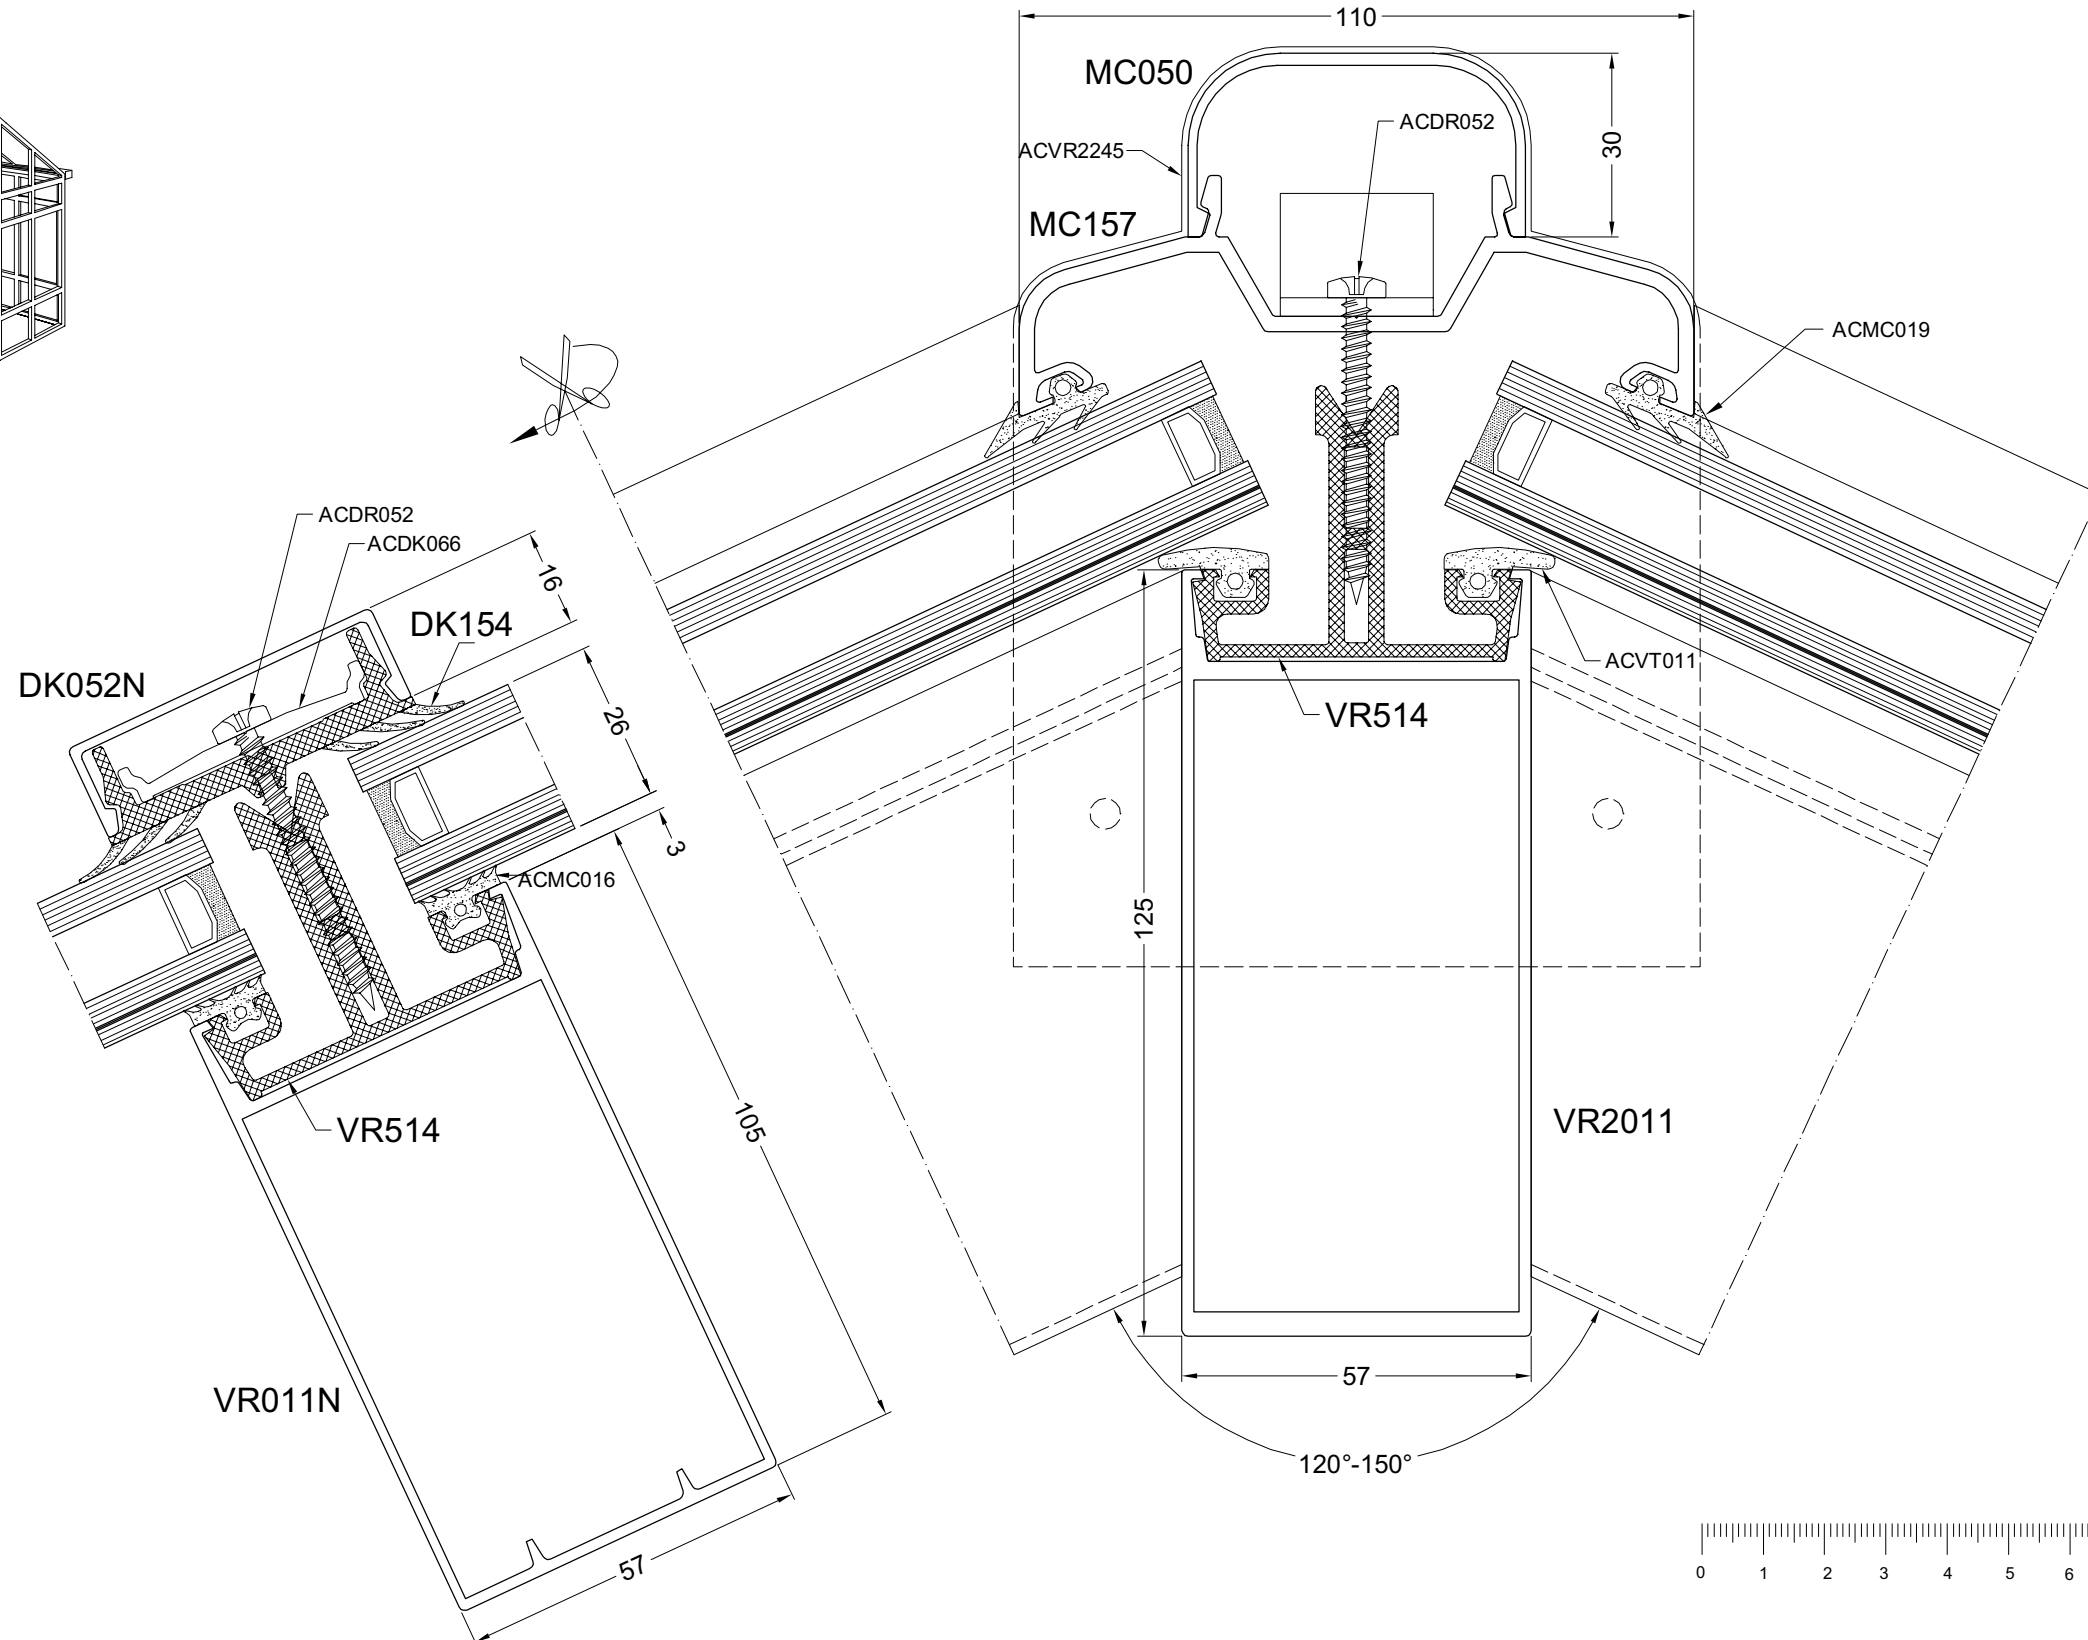 110
MC050
ACDR052
30
ACVR2245
MC157
ACMC019
ACDR052
ACDK066
16
DK154
DK052N
26
ACVT011
VR514
3
ACMC016
125
105
VR514
VR2011
57
VR011N
120°-150°
57
0 1 2 3 4 5 6